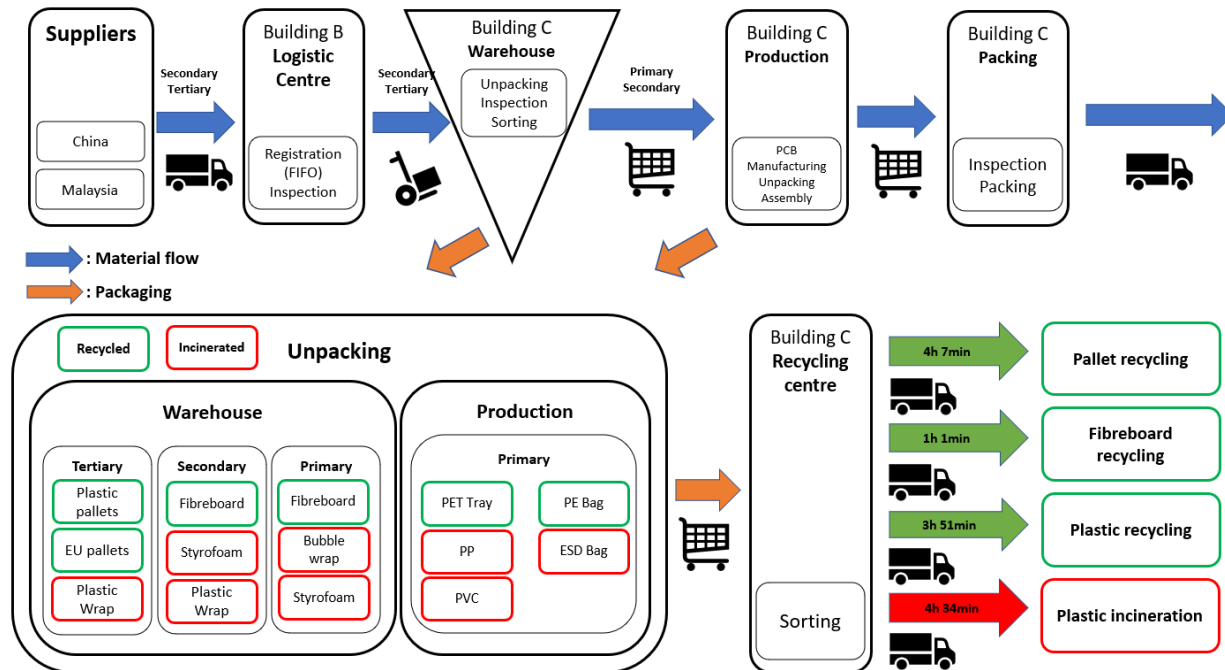 Suppliers
China
Malaysia
Secondary
Tertiary
Building B
Logistic
Centre
Registration
(FIFO)
Inspection
Secondary
Tertiary
Building C
Warehouse
Unpacking
Inspection
Sorting
Primary
Secondary
Building C
Production
PCB
Manufacturing
Unpacking
Assembly
Building C
Packing
Inspection
Packing
: Material flow
: Packaging
Recycled
Incinerated
Unpacking
Warehouse
Tertiary
Plastic
pallets
EU pallets
Plastic
Wrap
Secondary
Fibreboard
Styrofoam
Plastic
Wrap
Primary
Fibreboard
Bubble
wrap
Styrofoam
Production
Primary
PET Tray
PE Bag
PP
ESD Bag
PVC
Building C
Recycling
centre
Sorting
4h 7min
Pallet recycling
1h 1min
Fibreboard
recycling
3h 51min
Plastic recycling
4h 34min
Plastic incineration